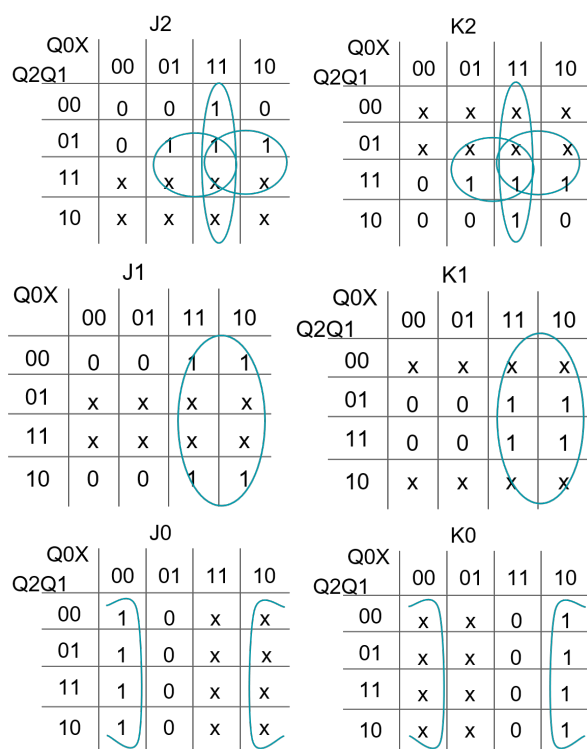 J2
Q0X
Q2Q1
00 01 11 10
00 0 0 1 0
01 0 1 1 1
11 x x x x
10 x x x x
K2
Q0X
Q2Q1
00 01 11 10
00 x x x x
01 x x x x
11 0 1 1 1
10 0 0 1 0
J1
Q0X
Q2Q1
00 01 11 10
00 0 0 1 1
01 x x x x
11 x x x x
10 0 0 1 1
K1
Q0X
Q2Q1
00 01 11 10
00 x x x x
01 0 0 1 1
11 0 0 1 1
10 x x x x
J0
Q0X
Q2Q1
00 01 11 10
00 1 0 x x
01 1 0 x x
11 1 0 x x
10 1 0 x x
K0
Q0X
Q2Q1
00 01 11 10
00 x x 0 1
01 x x 0 1
11 x x 0 1
10 x x 0 1